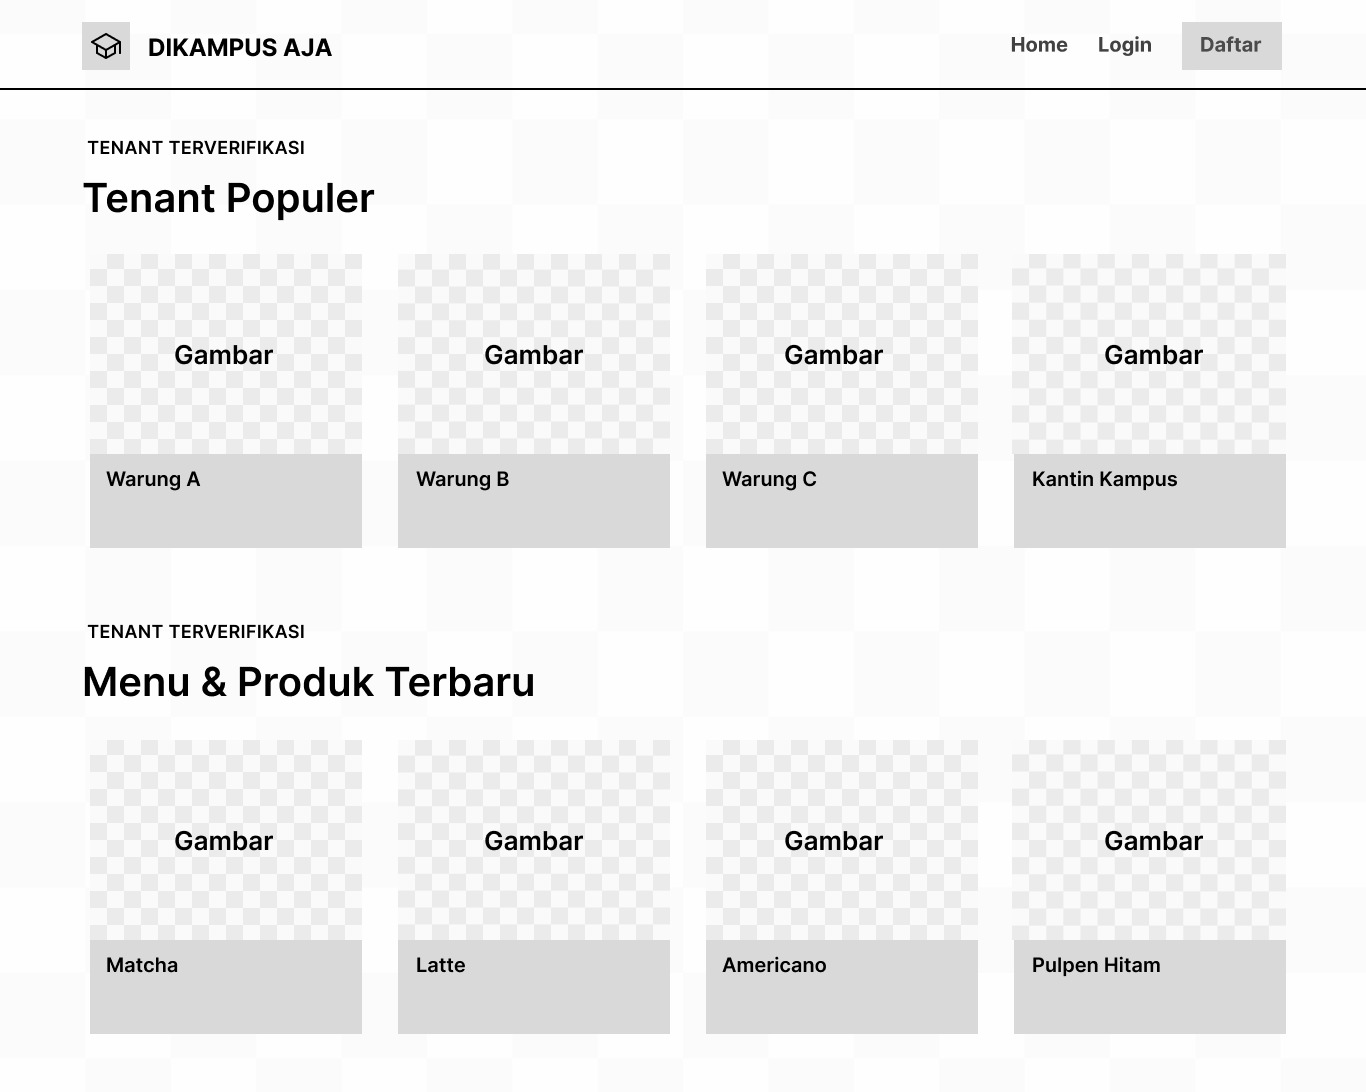 DIKAMPUS AJA
Home Login Daftar
TENANT TERVERIFIKASI
Tenant Populer
Gambar Gambar Gambar Gambar
Warung A Warung B Warung C Kantin Kampus
TENANT TERVERIFIKASI
Menu & Produk Terbaru
Gambar Gambar Gambar Gambar
Matcha Latte Americano Pulpen Hitam